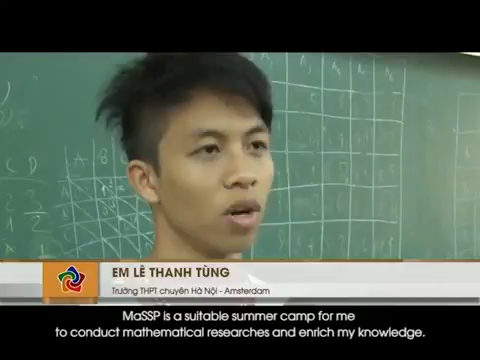 A B
C D
EM LÊ THANH TÙNG
Trường THPT chuyên Hà Nội - Amsterdam
MaSSP is a suitable summer camp for me
to conduct mathematical researches and enrich my knowledge.